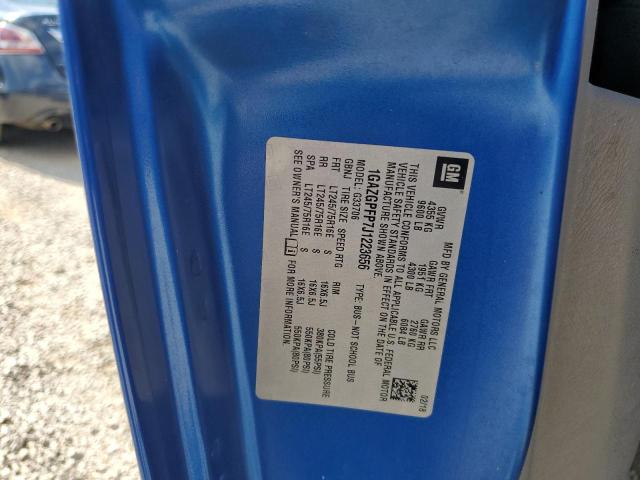 GM
MFD BY GENERAL MOTORS LLC
02/18
GVWR GAWR FRT GAWR RR
4355 KG 1951 KG 2760 KG
9600 LB 4300 LB 6084 LB
THIS VEHICLE CONFORMS TO ALL APPLICABLE U.S. FEDERAL MOTOR
VEHICLE SAFETY STANDARDS IN EFFECT ON THE DATE OF
MANUFACTURE SHOWN ABOVE.
1GAZGPFP7J1223656
TYPE: BUS-NOT SCHOOL BUS
MODEL: G33706
GBNJ TIRE SIZE SPEED RTG RIM COLD TIRE PRESSURE
FRT LT245/75R16E S 16X6.5J 380KPA(55PSI)
RR LT245/75R16E S 16X6.5J 550KPA(80PSI)
SPA LT245/75R16E S 16X6.5J 550KPA(80PSI)
SEE OWNER'S MANUAL FOR MORE INFORMATION